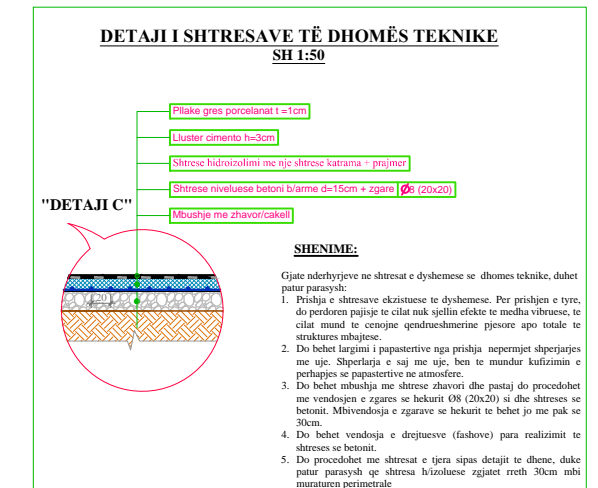 DETAJI I SHTRESAVE TË DHOMËS TEKNIKE
SH 1:50
Pllake gres porcelanat t =1cm
Lluster cimento h=3cm
Shtrese hidroizolimi me nje shtrese katrama + prajmer
Shtrese niveluese betoni b/arme d=15cm + zgare Ø8 (20x20)
Mbushje me zhavor/cakell
"DETAJI C"
20
SHENIME:
Gjate nderhyrjeve ne shtresat e dyshemese se dhomes teknike, duhet
patur parasysh:
1. Prishja e shtresave ekzistuese te dyshemese. Per prishjen e tyre,
do perdoren pajisje te cilat nuk sjellin efekte te medha vibruese, te
cilat mund te cenojne qendrueshmerine pjesore apo totale te
struktures mbajtese.
2. Do behet largimi i papastertive nga prishja nepermjet shperjarjes
me uje. Shperlarja e saj me uje, ben te mundur kufizimin e
perhapjes se papastertive ne atmosfere.
3. Do behet mbushja me shtrese zhavori dhe pastaj do procedohet
me vendosjen e zgares se hekurit Ø8 (20x20) si dhe shtreses se
betonit. Mbivendosja e zgarave se hekurit te behet jo me pak se
30cm.
4. Do behet vendosja e drejtuesve (fashove) para realizimit te
shtreses se betonit.
5. Do procedohet me shtresat e tjera sipas detajit te dhene, duke
patur parasysh qe shtresa h/izoluese zgjatet rreth 30cm mbi
muraturen perimetrale